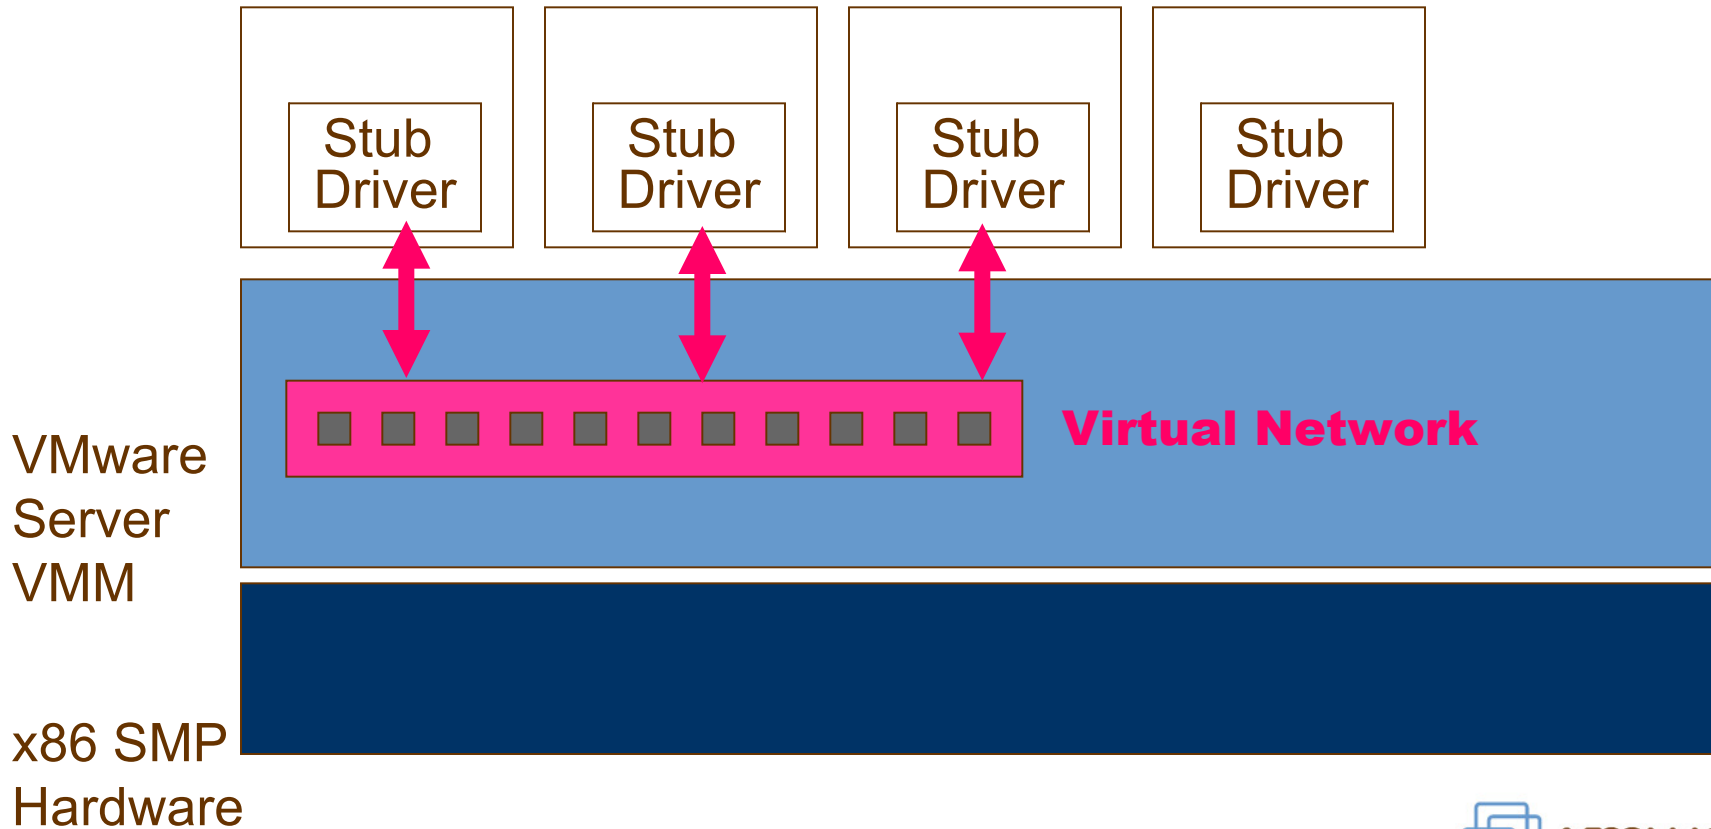 Stub
Driver
Stub
Driver
Stub
Driver
Stub
Driver
Virtual Network
VMware
Server
VMM
x86 SMP
Hardware